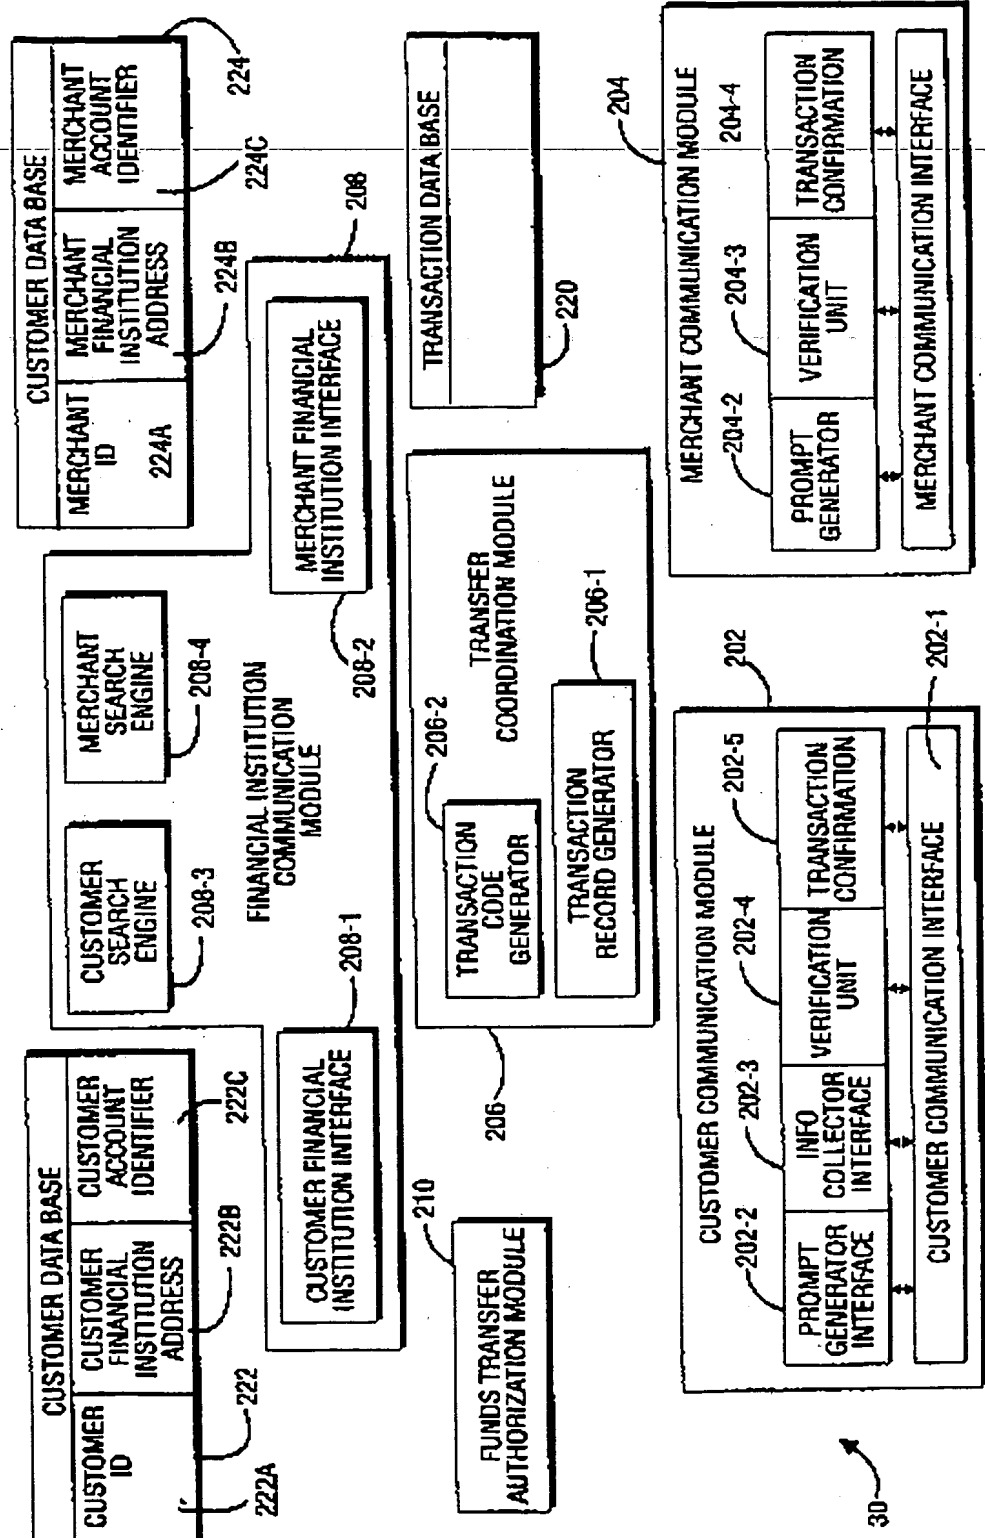 CUSTOMER DATA BASE
CUSTOMER
ID
CUSTOMER
FINANCIAL
INSTITUTION
ADDRESS
CUSTOMER
ACCOUNT
IDENTIFIER
222A
222
222B
222C
CUSTOMER
SEARCH
ENGINE
208-3
MERCHANT
SEARCH
ENGINE
208-4
CUSTOMER DATA BASE
MERCHANT
ID
224A
MERCHANT
FINANCIAL
INSTITUTION
ADDRESS
224B
MERCHANT
ACCOUNT
IDENTIFIER
224C
224
FINANCIAL INSTITUTION
COMMUNICATION
MODULE
CUSTOMER FINANCIAL
INSTITUTION INTERFACE
208-1
MERCHANT FINANCIAL
INSTITUTION INTERFACE
208-2
208
FUNDS TRANSFER
AUTHORIZATION MODULE
210
206
TRANSACTION
CODE
GENERATOR
206-2
TRANSFER
COORDINATION MODULE
TRANSACTION
RECORD GENERATOR
206-1
TRANSACTION DATA BASE
220
CUSTOMER COMMUNICATION MODULE
202
202-2
202-3
202-4
202-5
PROMPT
GENERATOR
INTERFACE
INFO
COLLECTOR
INTERFACE
VERIFICATION
UNIT
TRANSACTION
CONFIRMATION
CUSTOMER COMMUNICATION INTERFACE
202-1
MERCHANT COMMUNICATION MODULE
204
204-2
204-3
204-4
PROMPT
GENERATOR
VERIFICATION
UNIT
TRANSACTION
CONFIRMATION
MERCHANT COMMUNICATION INTERFACE
30